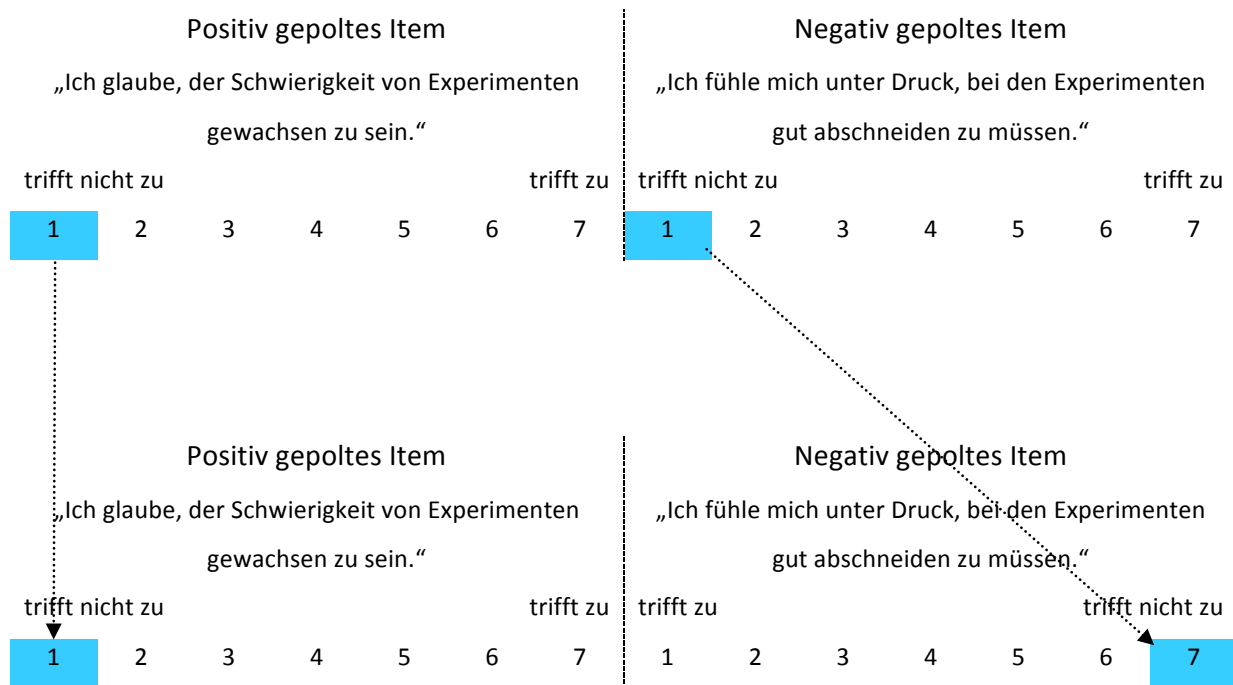 Positiv gepoltes Item
„Ich glaube, der Schwierigkeit von Experimenten
gewachsen zu sein.“
trifft nicht zu trifft zu
1 2 3 4 5 6 7
Negativ gepoltes Item
„Ich fühle mich unter Druck, bei den Experimenten
gut abschneiden zu müssen.“
trifft nicht zu trifft zu
1 2 3 4 5 6 7
Positiv gepoltes Item
„Ich glaube, der Schwierigkeit von Experimenten
gewachsen zu sein.“
trifft nicht zu trifft zu
1 2 3 4 5 6 7
Negativ gepoltes Item
„Ich fühle mich unter Druck, bei den Experimenten
gut abschneiden zu müssen.“
trifft zu trifft nicht zu
1 2 3 4 5 6 7